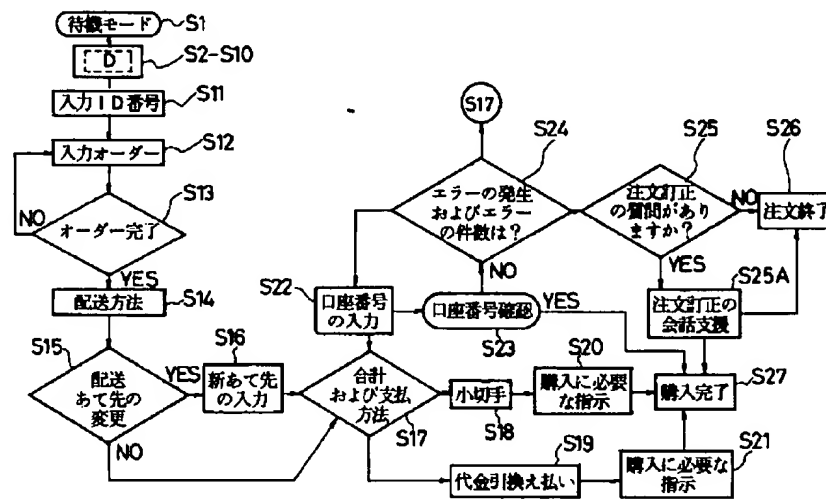 待機モード
S1
D
S2-S10
入力ID番号
S11
入力オーダー
S12
S13
NO
オーダー完了
YES
配送方法
S14
S15
配送
あて先の
変更
YES
NO
S16
新あて先
の入力
合計
および支払
方法
S17
小切手
S18
S20
購入に必要
な指示
S19
代金引換え払い
S21
購入に必要な
指示
S22
口座番号
の入力
口座番号確認
S23
NO
YES
S17
S24
エラーの発生
およびエラー
の件数は?
S25
注文訂正
の質問があり
ますか?
NO
YES
S26
注文終了
S25A
注文訂正の
会話支援
購入完了
S27